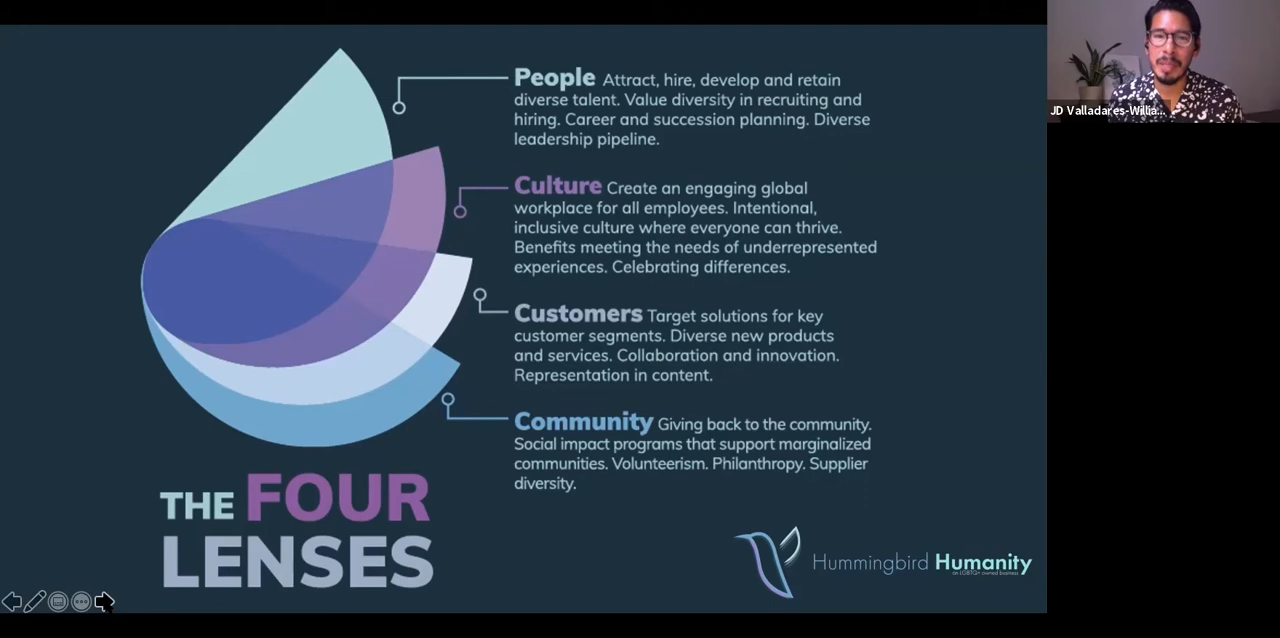 People Attract, hire, develop and retain
diverse talent. Value diversity in recruiting and
hiring. Career and succession planning. Diverse
leadership pipeline.
Culture Create an engaging global
workplace for all employees. Intentional,
inclusive culture where everyone can thrive.
Benefits meeting the needs of underrepresented
experiences. Celebrating differences.
Customers Target solutions for key
customer segments. Diverse new products
and services. Collaboration and innovation.
Representation in content.
Community Giving back to the community.
Social impact programs that support marginalized
communities. Volunteerism. Philanthropy. Supplier
diversity.
THE FOUR
LENSES
Hummingbird Humanity
an LGBTQ+ owned business
JD Valladares-Willia...